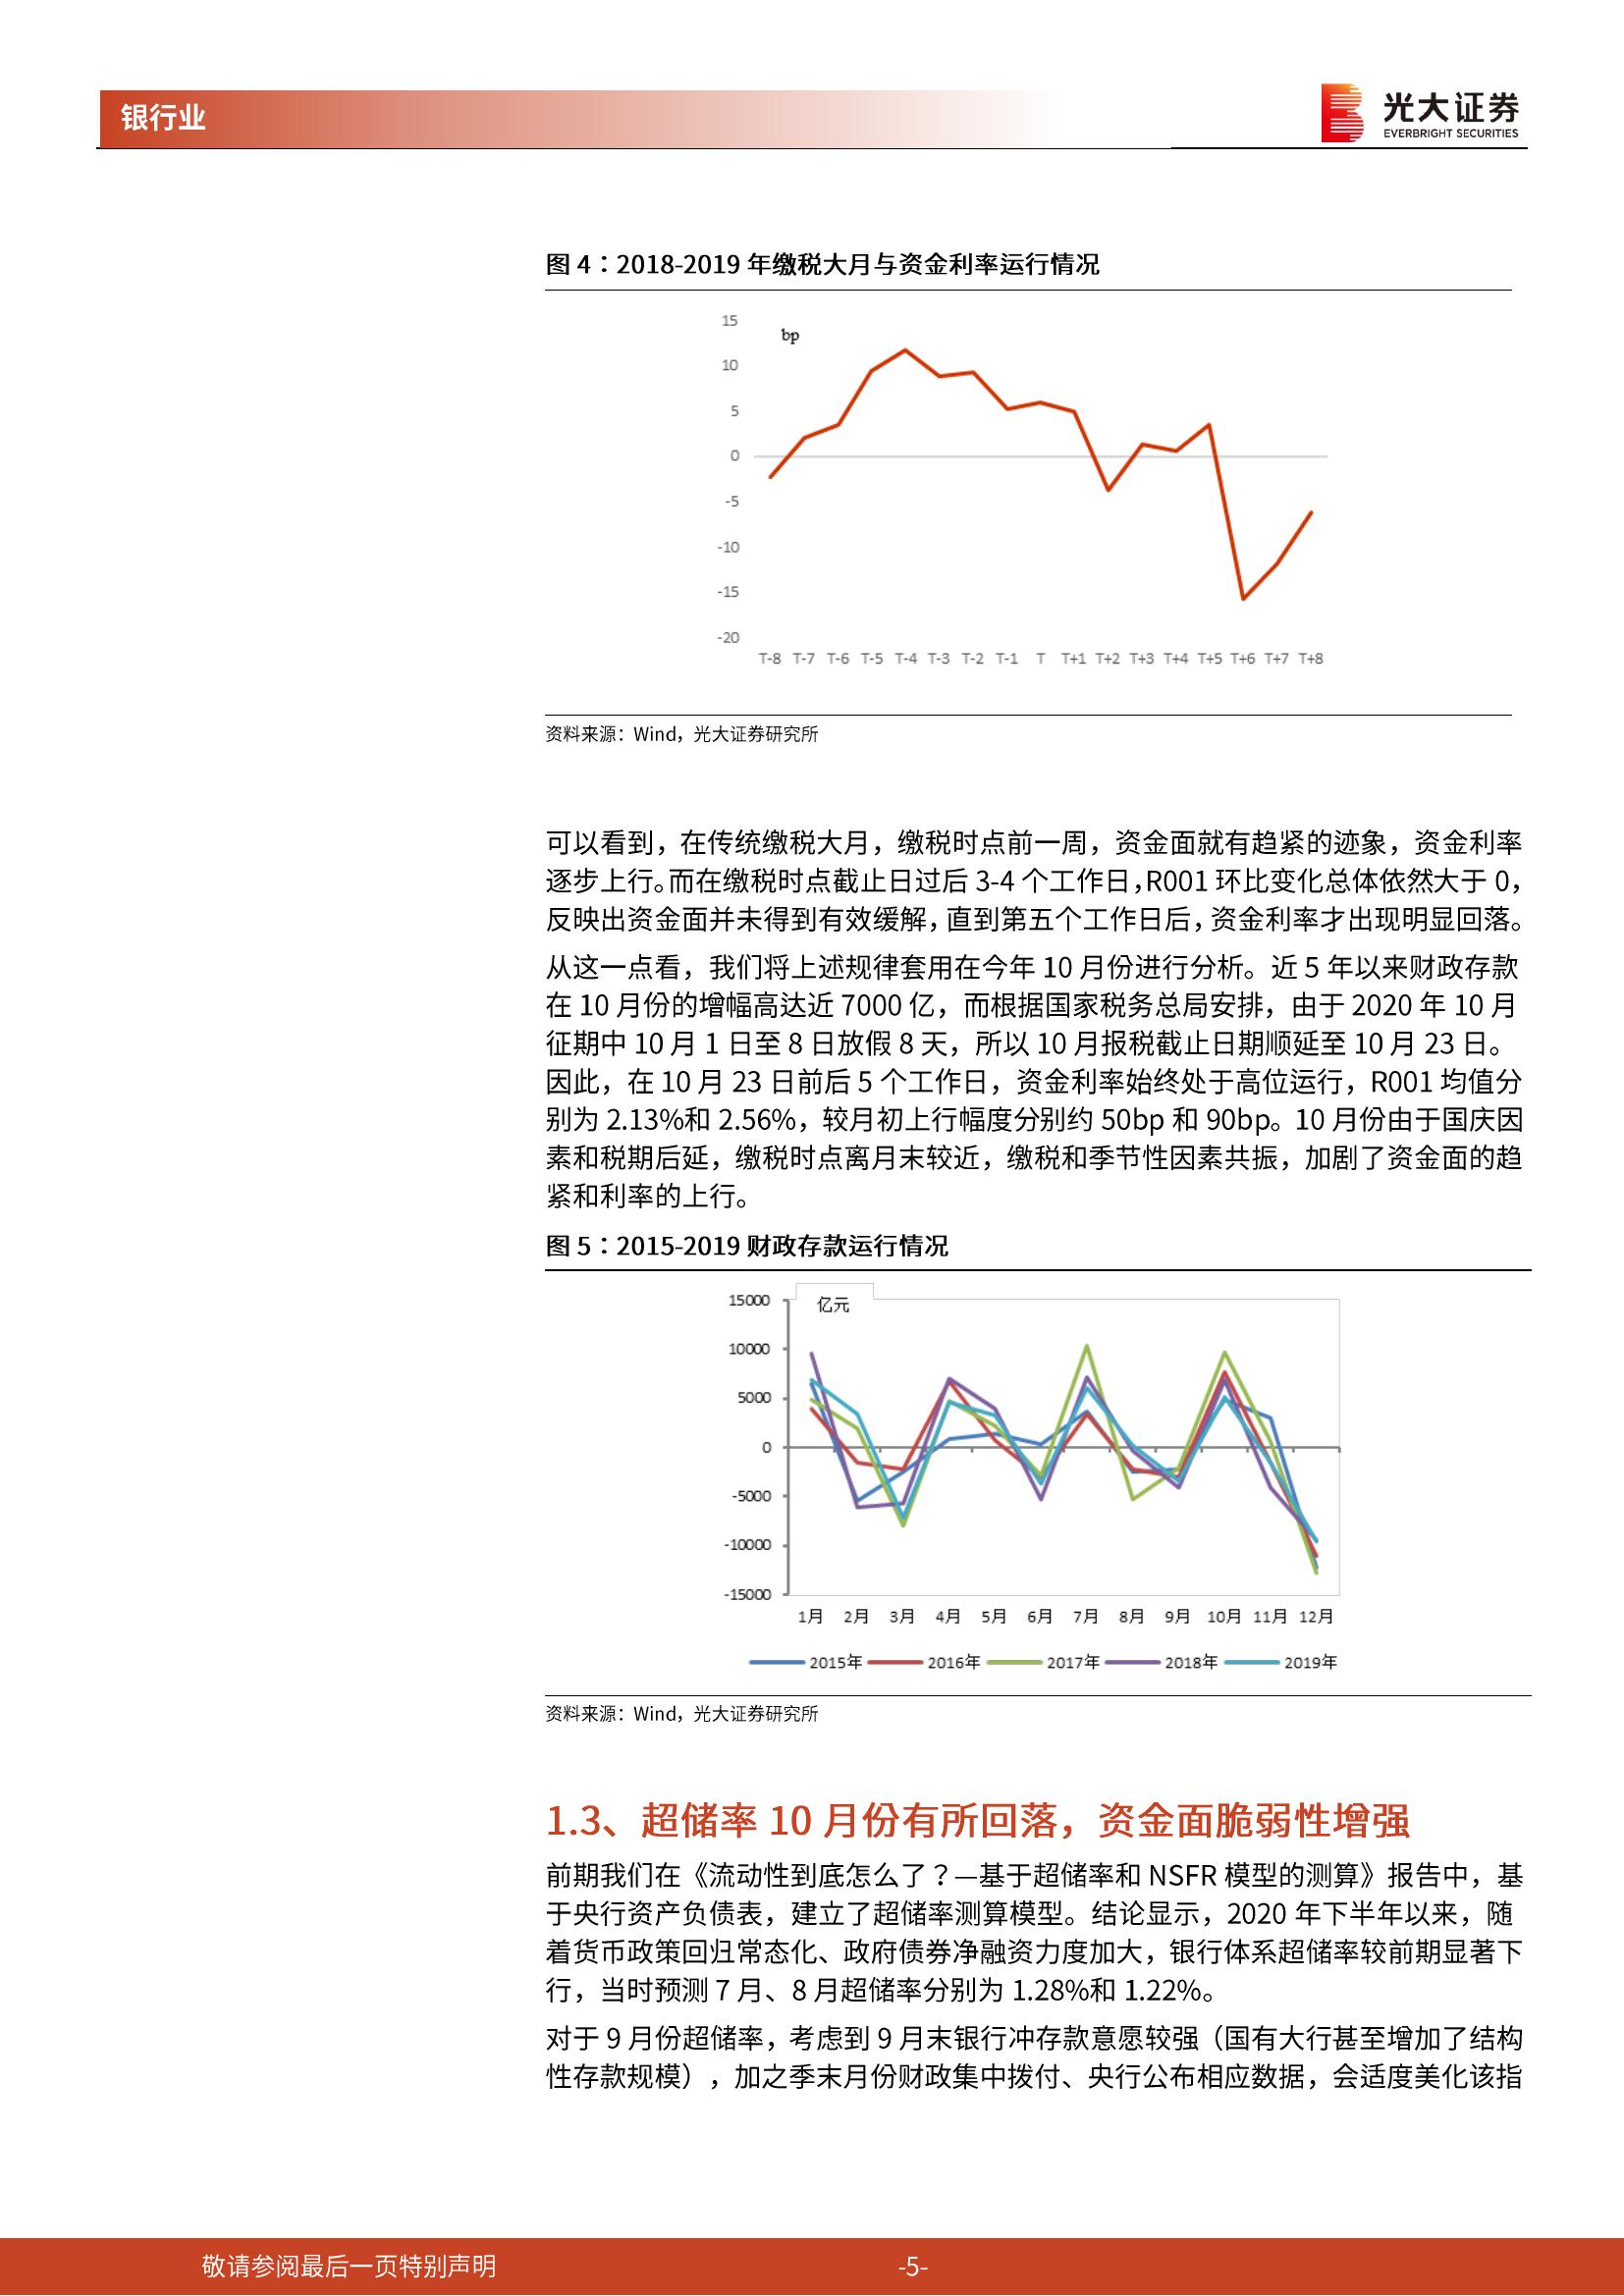 银行业
光大证券
EVERBRIGHT SECURITIES
图 4：2018-2019 年缴税大月与资金利率运行情况
bp
15
10
5
0
-5
-10
-15
-20
T-8 T-7 T-6 T-5 T-4 T-3 T-2 T-1 T T+1 T+2 T+3 T+4 T+5 T+6 T+7 T+8
资料来源：Wind，光大证券研究所
可以看到，在传统缴税大月，缴税时点前一周，资金面就有趋紧的迹象，资金利率
逐步上行。而在缴税时点截止日过后 3-4 个工作日，R001 环比变化总体依然大于 0，
反映出资金面并未得到有效缓解，直到第五个工作日后，资金利率才出现明显回落。
从这一点看，我们将上述规律套用在今年 10 月份进行分析。近 5 年以来财政存款
在 10 月份的增幅高达近 7000 亿，而根据国家税务总局安排，由于 2020 年 10 月
征期中 10 月 1 日至 8 日放假 8 天，所以 10 月报税截止日期顺延至 10 月 23 日。
因此，在 10 月 23 日前后 5 个工作日，资金利率始终处于高位运行，R001 均值分
别为 2.13%和 2.56%，较月初上行幅度分别约 50bp 和 90bp。10 月份由于国庆因
素和税期后延，缴税时点离月末较近，缴税和季节性因素共振，加剧了资金面的趋
紧和利率的上行。
图 5：2015-2019 财政存款运行情况
亿元
15000
10000
5000
0
-5000
-10000
-15000
1月 2月 3月 4月 5月 6月 7月 8月 9月 10月 11月 12月
2015年 2016年 2017年 2018年 2019年
资料来源：Wind，光大证券研究所
1.3、超储率 10 月份有所回落，资金面脆弱性增强
前期我们在《流动性到底怎么了？—基于超储率和 NSFR 模型的测算》报告中，基
于央行资产负债表，建立了超储率测算模型。结论显示，2020 年下半年以来，随
着货币政策回归常态化、政府债券净融资力度加大，银行体系超储率较前期显著下
行，当时预测 7 月、8 月超储率分别为 1.28%和 1.22%。
对于 9 月份超储率，考虑到 9 月末银行冲存款意愿较强（国有大行甚至增加了结构
性存款规模），加之季末月份财政集中拨付、央行公布相应数据，会适度美化该指
敬请参阅最后一页特别声明
-5-